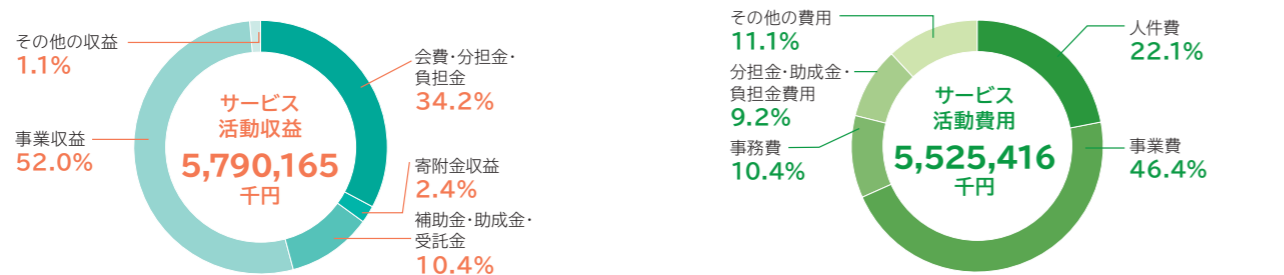 サービス
活動収益
5,790,165
千円
会費・分担金・
負担金
34.2%
寄附金収益
2.4%
補助金・助成金・
受託金
10.4%
事業収益
52.0%
その他の収益
1.1%
サービス
活動費用
5,525,416
千円
人件費
22.1%
事業費
46.4%
事務費
10.4%
分担金・助成金・
負担金費用
9.2%
その他の費用
11.1%